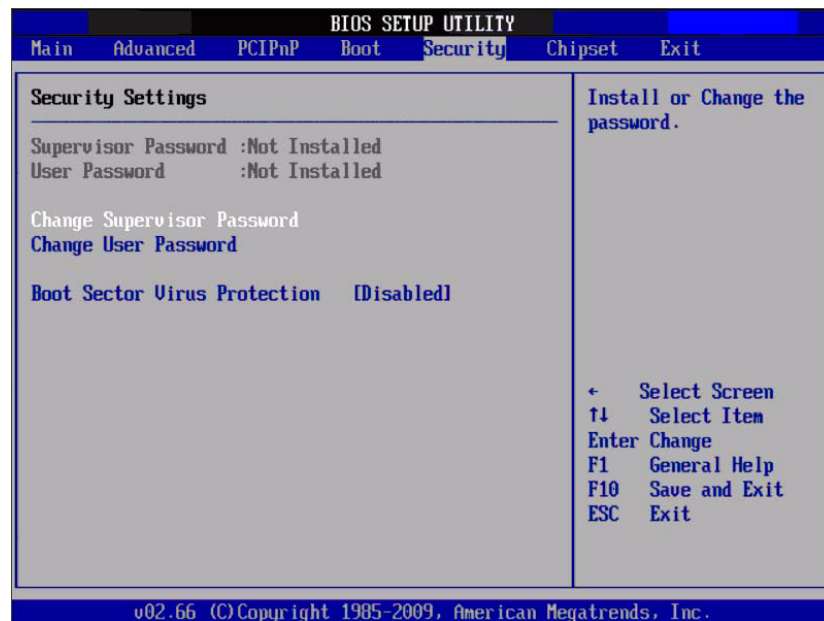 BIOS SETUP UTILITY
Main Advanced PCIPnP Boot Security Chipset Exit
Security Settings
Supervisor Password :Not Installed
User Password :Not Installed
Change Supervisor Password
Change User Password
Boot Sector Virus Protection [Disabled]
Install or Change the
password.
← Select Screen
↑↓ Select Item
Enter Change
F1 General Help
F10 Save and Exit
ESC Exit
v02.66 (C)Copyright 1985-2009, American Megatrends, Inc.